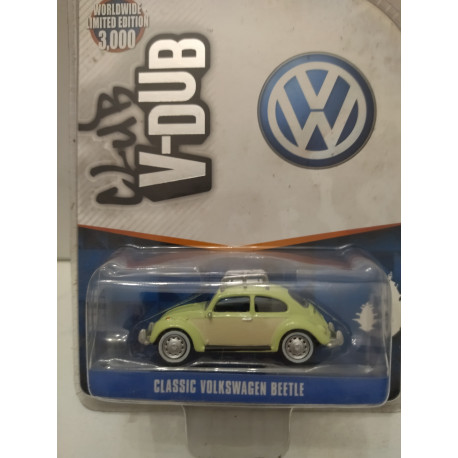 WORLDWIDE
LIMITED EDITION
3,000
CLUB
V-DUB
VW
CLASSIC VOLKSWAGEN BEETLE